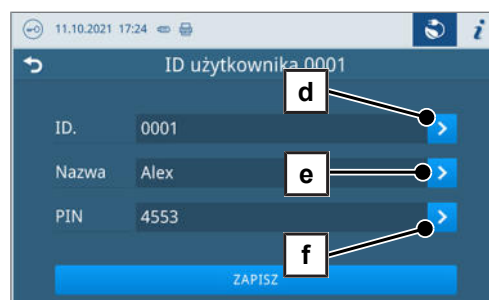 11.10.2021 17:24
i
ID użytkownika 0001
d
ID. 0001
Nazwa Alex
e
PIN 4553
f
ZAPISZ